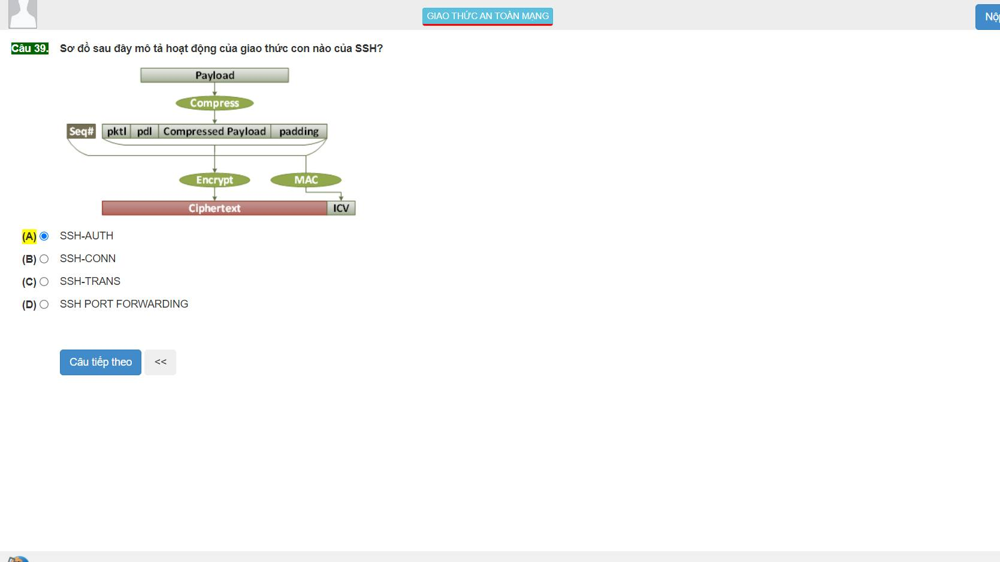 GIAO THỨC AN TOÀN MẠNG
Câu 39. Sơ đồ sau đây mô tả hoạt động của giao thức con nào của SSH?
Payload
Compress
Seq# pktl pdl Compressed Payload padding
Encrypt MAC
Ciphertext ICV
(A) SSH-AUTH
(B) SSH-CONN
(C) SSH-TRANS
(D) SSH PORT FORWARDING
Câu tiếp theo <<